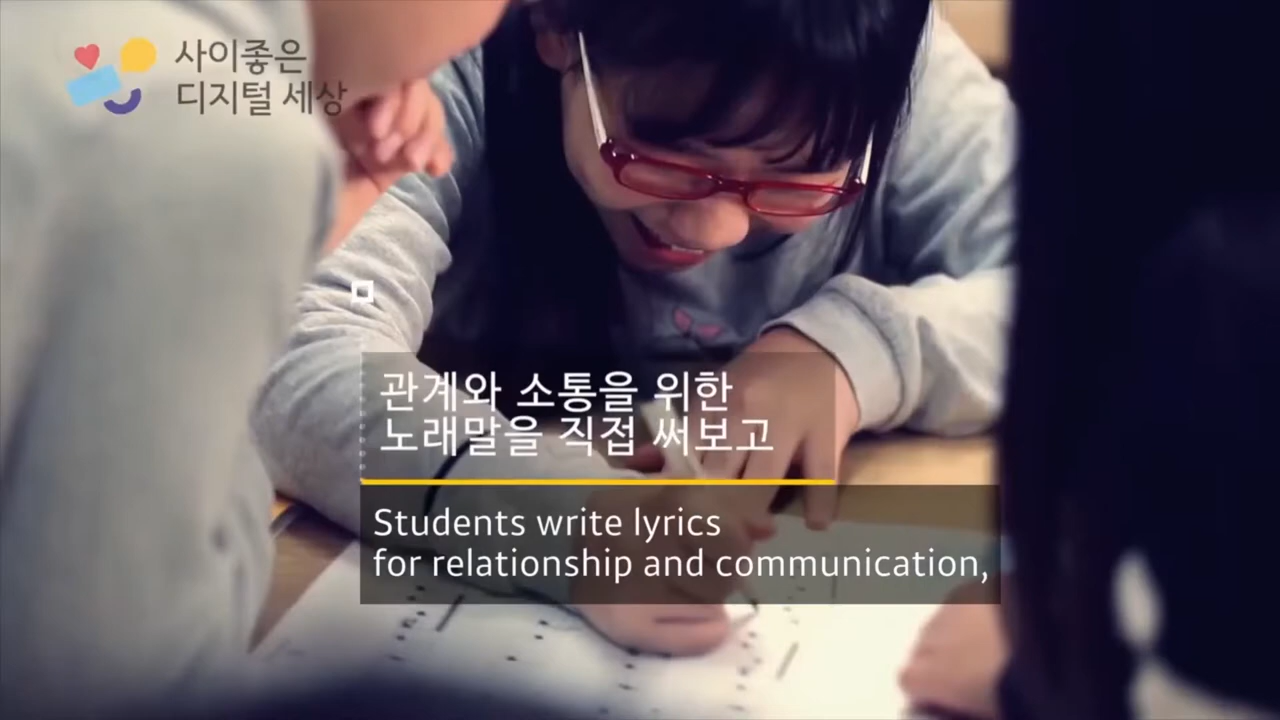 사이좋은
디지털 세상
관계와 소통을 위한
노래말을 직접 써보고
Students write lyrics
for relationship and communication,